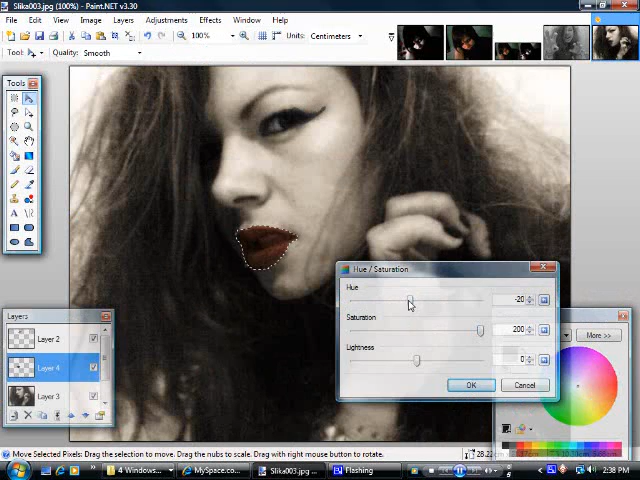 Slika003.jpg (100%) - Paint.NET v3.30
File Edit View Image Layers Adjustments Effects Window Help
100% Units: Centimeters
Tool: Quality: Smooth
Tools
Hue / Saturation
Hue
-20
Saturation
200
Lightness
0
OK Cancel
Layers
Layer 2
Layer 4
Layer 3
More >>
Move Selected Pixels: Drag the selection to move. Drag the nubs to scale. Drag with right mouse button to rotate.
4 Windows... MySpace.co... Slika003.jpg ... Flashing 2:38 PM